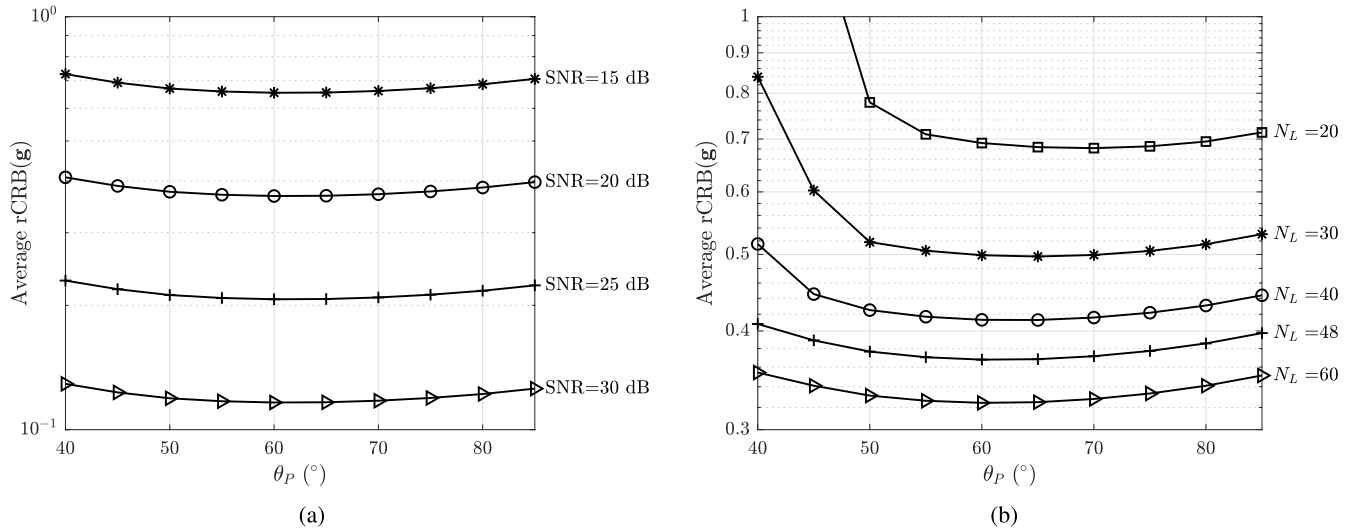 10⁰
10⁻¹
Average rCRB(g)
SNR=15 dB
SNR=20 dB
SNR=25 dB
SNR=30 dB
40 50 60 70 80
θ_P (°)
(a)
1
0.9
0.8
0.7
0.6
0.5
0.4
0.3
Average rCRB(g)
N_L =20
N_L =30
N_L =40
N_L =48
N_L =60
40 50 60 70 80
θ_P (°)
(b)